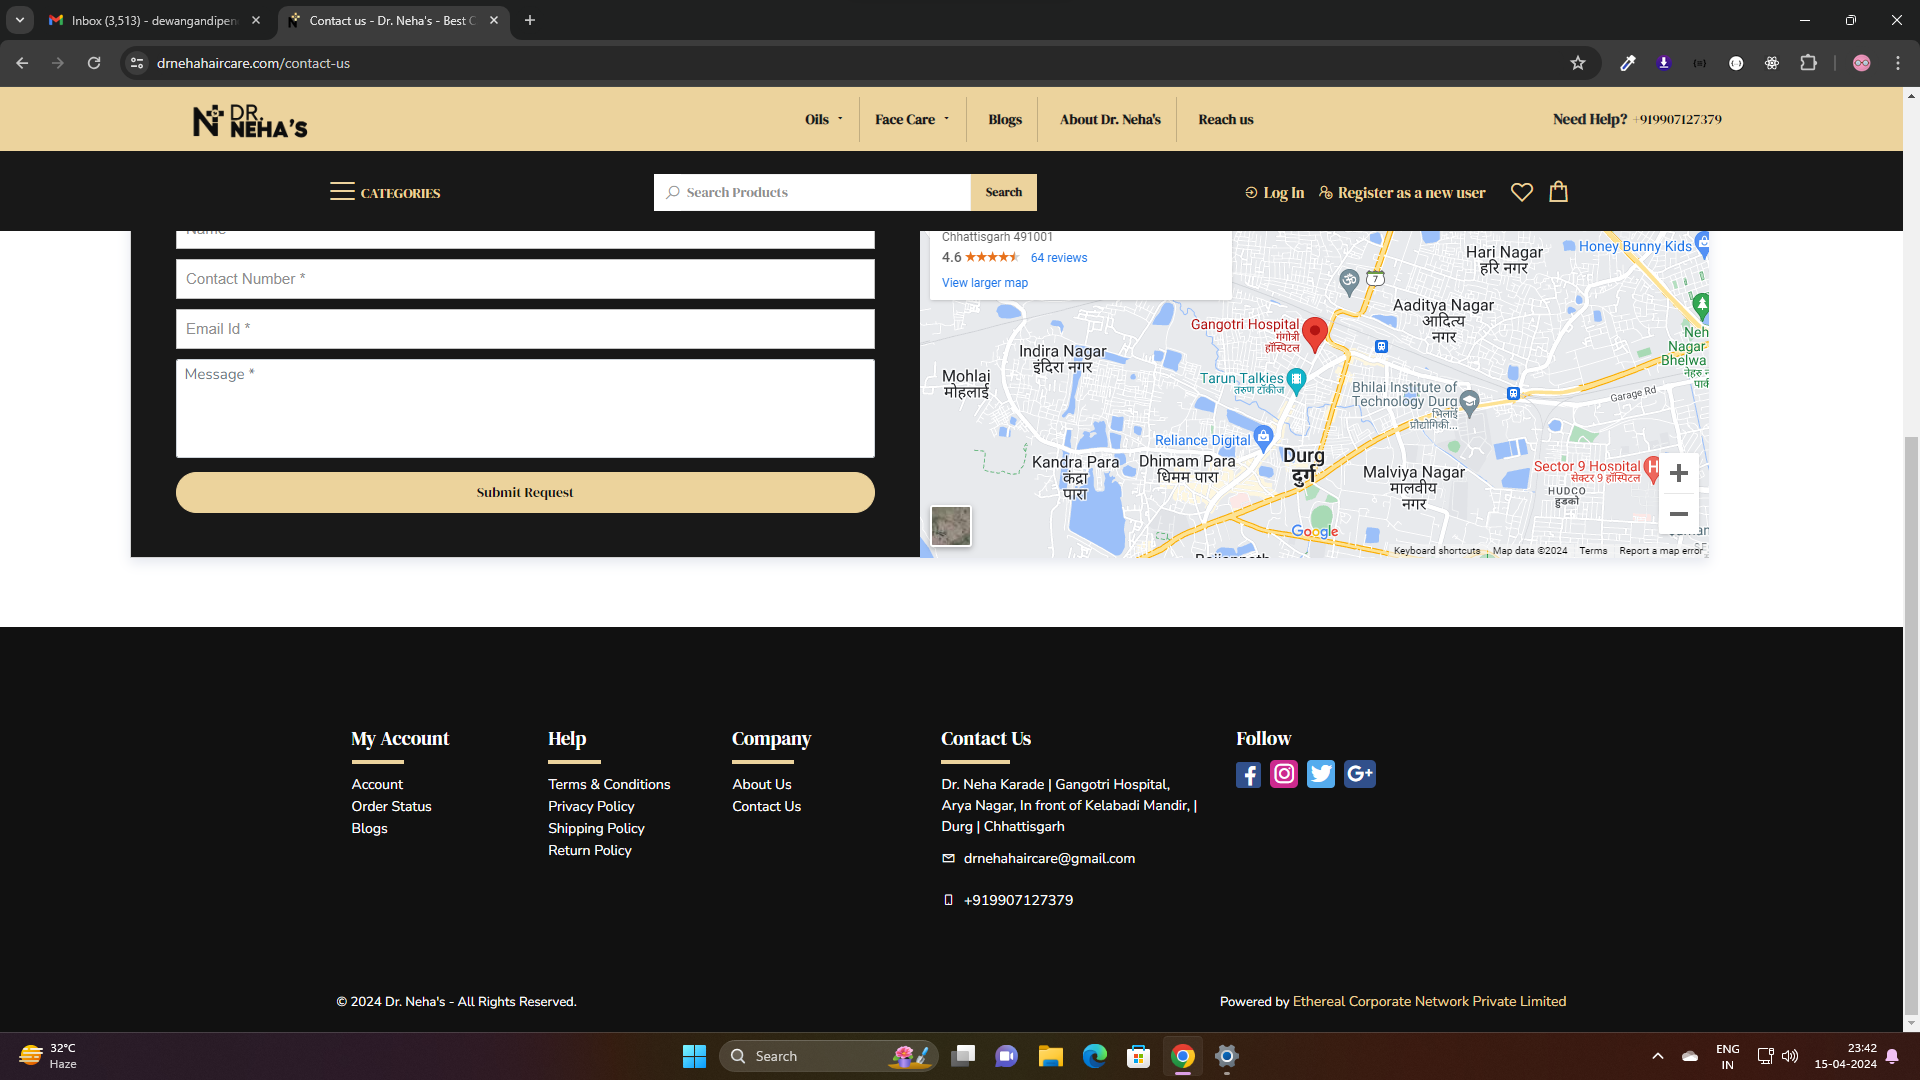 Inbox (3,513) - dewangandipen
Contact us - Dr. Neha's - Best C
drnehahaircare.com/contact-us
DR. NEHA'S
Oils
Face Care
Blogs
About Dr. Neha's
Reach us
Need Help? +919907127379
CATEGORIES
Search Products
Search
Log In
Register as a new user
Name
Contact Number *
Email Id *
Message *
Submit Request
Chhattisgarh 491001
4.6
64 reviews
View larger map
Hari Nagar
हरि नगर
Honey Bunny Kids
7
Aaditya Nagar
आदित्य
नगर
Gangotri Hospital
गंगोत्री
हॉस्पिटल
Indira Nagar
इंदिरा नगर
Mohlai
मोहलाई
Tarun Talkies
तरुण टॉकीज
Bhilai Institute of
Technology Durg
भिलाई
प्रौद्योगिकी...
Neh
Nagar
Bhelwa
Garage Rd
Reliance Digital
Kandra Para
कंद्रा
पारा
Dhimam Para
धिमम पारा
Durg
दुर्ग
Malviya Nagar
मालवीय
नगर
Sector 9 Hospital
सेक्टर 9 हॉस्पिटल
HUDCO
हुडको
Google
Keyboard shortcuts
Map data ©2024
Terms
Report a map error
My Account
Account
Order Status
Blogs
Help
Terms & Conditions
Privacy Policy
Shipping Policy
Return Policy
Company
About Us
Contact Us
Contact Us
Dr. Neha Karade | Gangotri Hospital,
Arya Nagar, In front of Kelabadi Mandir, |
Durg | Chhattisgarh
drnehahaircare@gmail.com
+919907127379
Follow
© 2024 Dr. Neha's - All Rights Reserved.
Powered by Ethereal Corporate Network Private Limited
32°C
Haze
Search
ENG
IN
23:42
15-04-2024